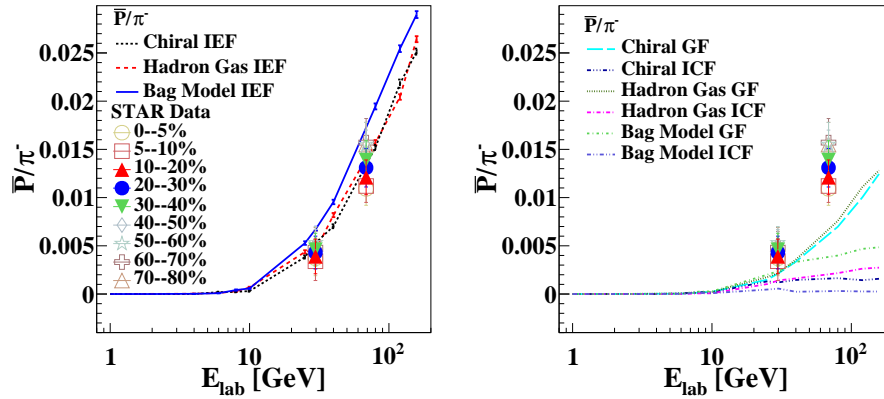 P̅/π⁻
Chiral IEF
Hadron Gas IEF
Bag Model IEF
STAR Data
0--5%
5--10%
10--20%
20--30%
30--40%
40--50%
50--60%
60--70%
70--80%
0.025
0.02
0.015
0.01
0.005
0
P̅/π⁻
1
10
10²
E_lab [GeV]
P̅/π⁻
Chiral GF
Chiral ICF
Hadron Gas GF
Hadron Gas ICF
Bag Model GF
Bag Model ICF
0.025
0.02
0.015
0.01
0.005
0
P̅/π⁻
1
10
10²
E_lab [GeV]